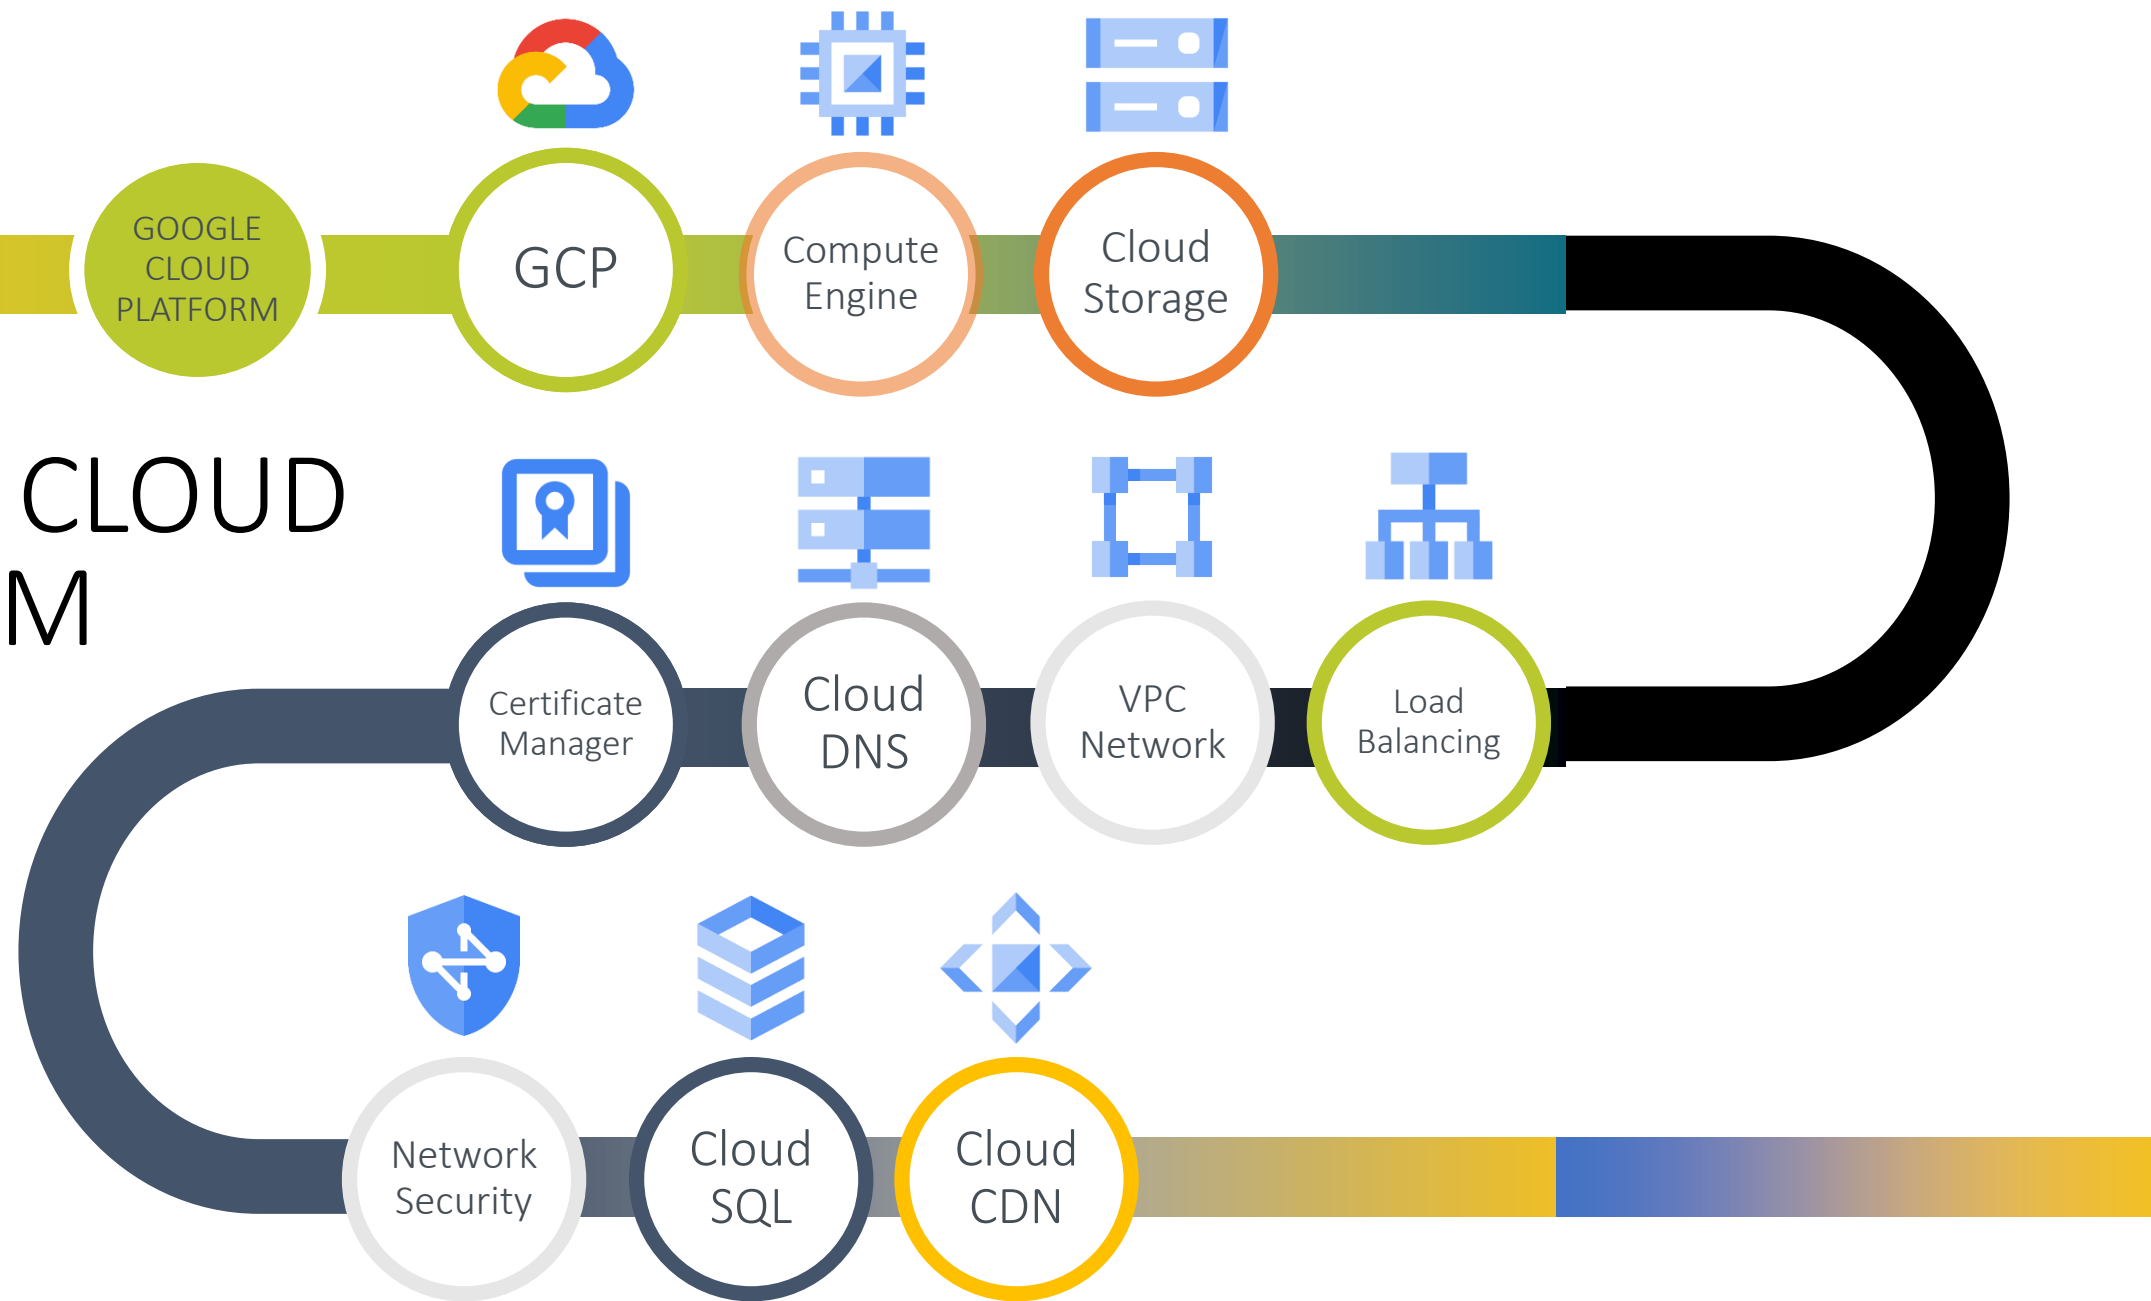 GOOGLE
CLOUD
PLATFORM
GCP
Compute
Engine
Cloud
Storage
CLOUD
M
Certificate
Manager
Cloud
DNS
VPC
Network
Load
Balancing
Network
Security
Cloud
SQL
Cloud
CDN